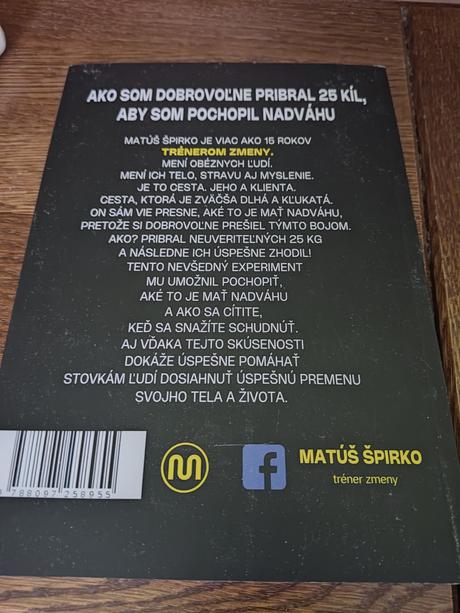 AKO SOM DOBROVOĽNE PRIBRAL 25 KÍL,
ABY SOM POCHOPIL NADVÁHU
MATÚŠ ŠPIRKO JE VIAC AKO 15 ROKOV
TRÉNEROM ZMENY.
MENÍ OBÉZNYCH ĽUDÍ.
MENÍ ICH TELO, STRAVU AJ MYSLENIE.
JE TO CESTA. JEHO A KLIENTA.
CESTA, KTORÁ JE ZVÄČŠA DLHÁ A KĽUKATÁ.
ON SÁM VIE PRESNE, AKÉ TO JE MAŤ NADVÁHU,
PRETOŽE SI DOBROVOĽNE PREŠIEL TÝMTO BOJOM.
AKO? PRIBRAL NEUVERITEĽNÝCH 25 KG
A NÁSLEDNE ICH ÚSPEŠNE ZHODIL!
TENTO NEVŠEDNÝ EXPERIMENT
MU UMOŽNIL POCHOPIŤ,
AKÉ TO JE MAŤ NADVÁHU
A AKO SA CÍTITE,
KEĎ SA SNAŽÍTE SCHUDNÚŤ.
AJ VĎAKA TEJTO SKÚSENOSTI
DOKÁŽE ÚSPEŠNE POMÁHAŤ
STOVKÁM ĽUDÍ DOSIAHNUŤ ÚSPEŠNÚ PREMENU
SVOJHO TELA A ŽIVOTA.
788097 258955
M
f
MATÚŠ ŠPIRKO
tréner zmeny